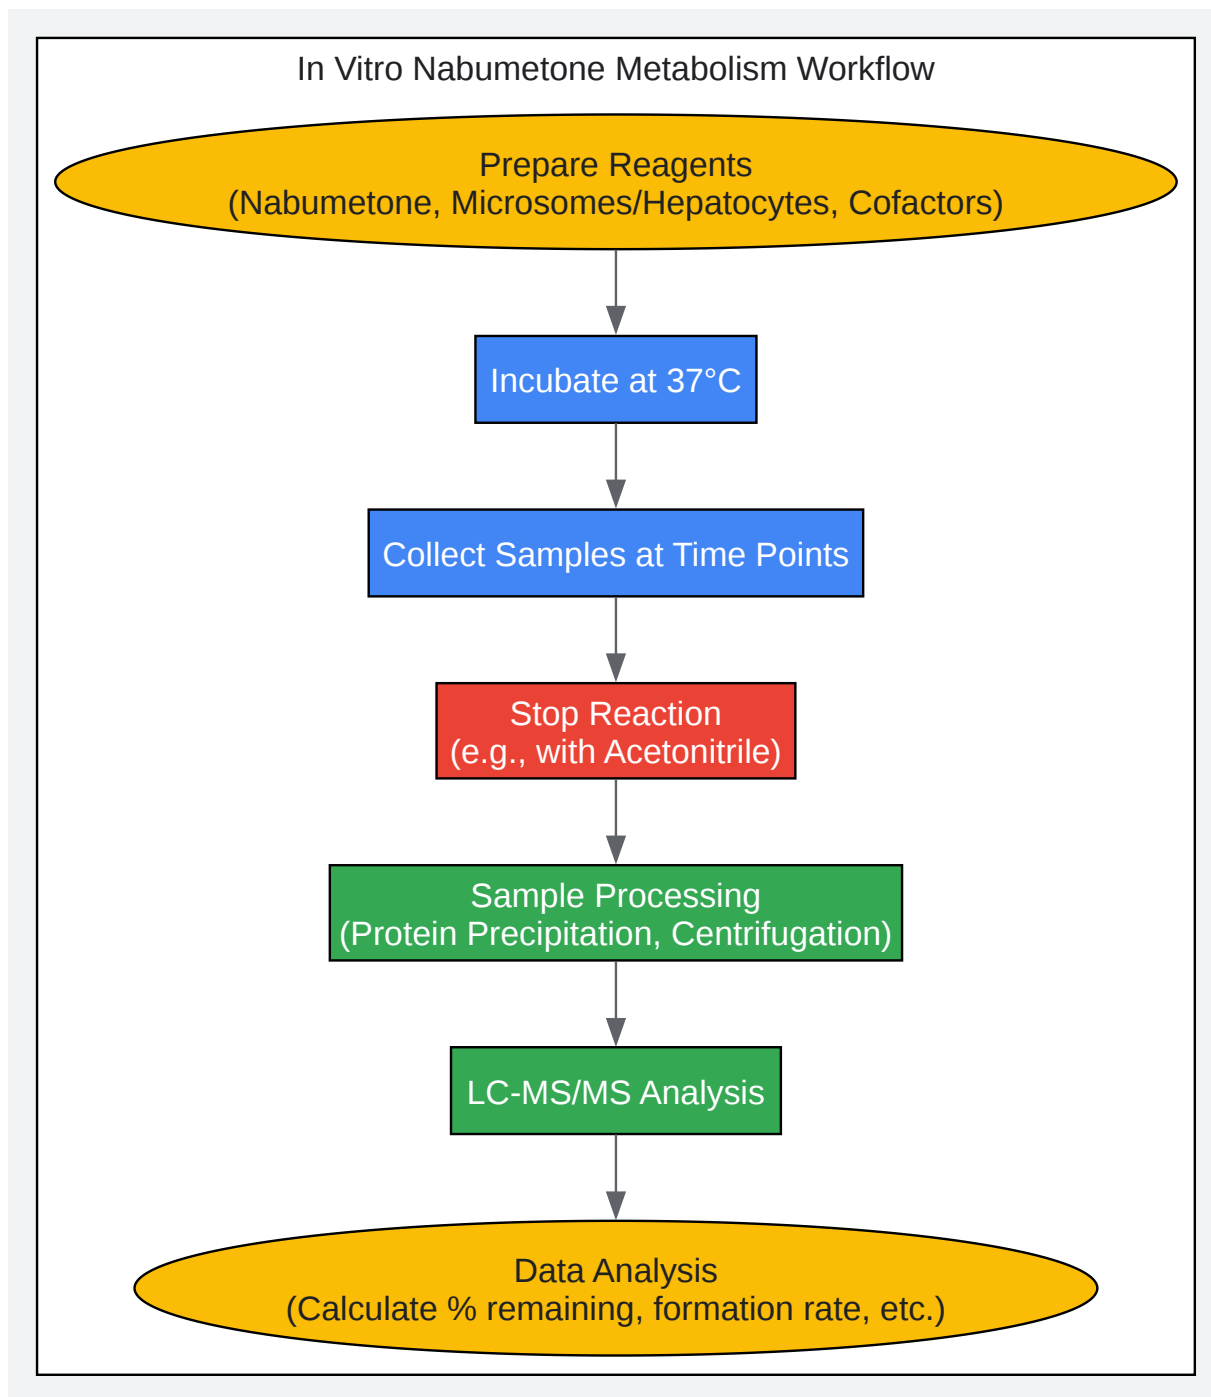 In Vitro Nabumetone Metabolism Workflow
Prepare Reagents
(Nabumetone, Microsomes/Hepatocytes, Cofactors)
Incubate at 37°C
Collect Samples at Time Points
Stop Reaction
(e.g., with Acetonitrile)
Sample Processing
(Protein Precipitation, Centrifugation)
LC-MS/MS Analysis
Data Analysis
(Calculate % remaining, formation rate, etc.)